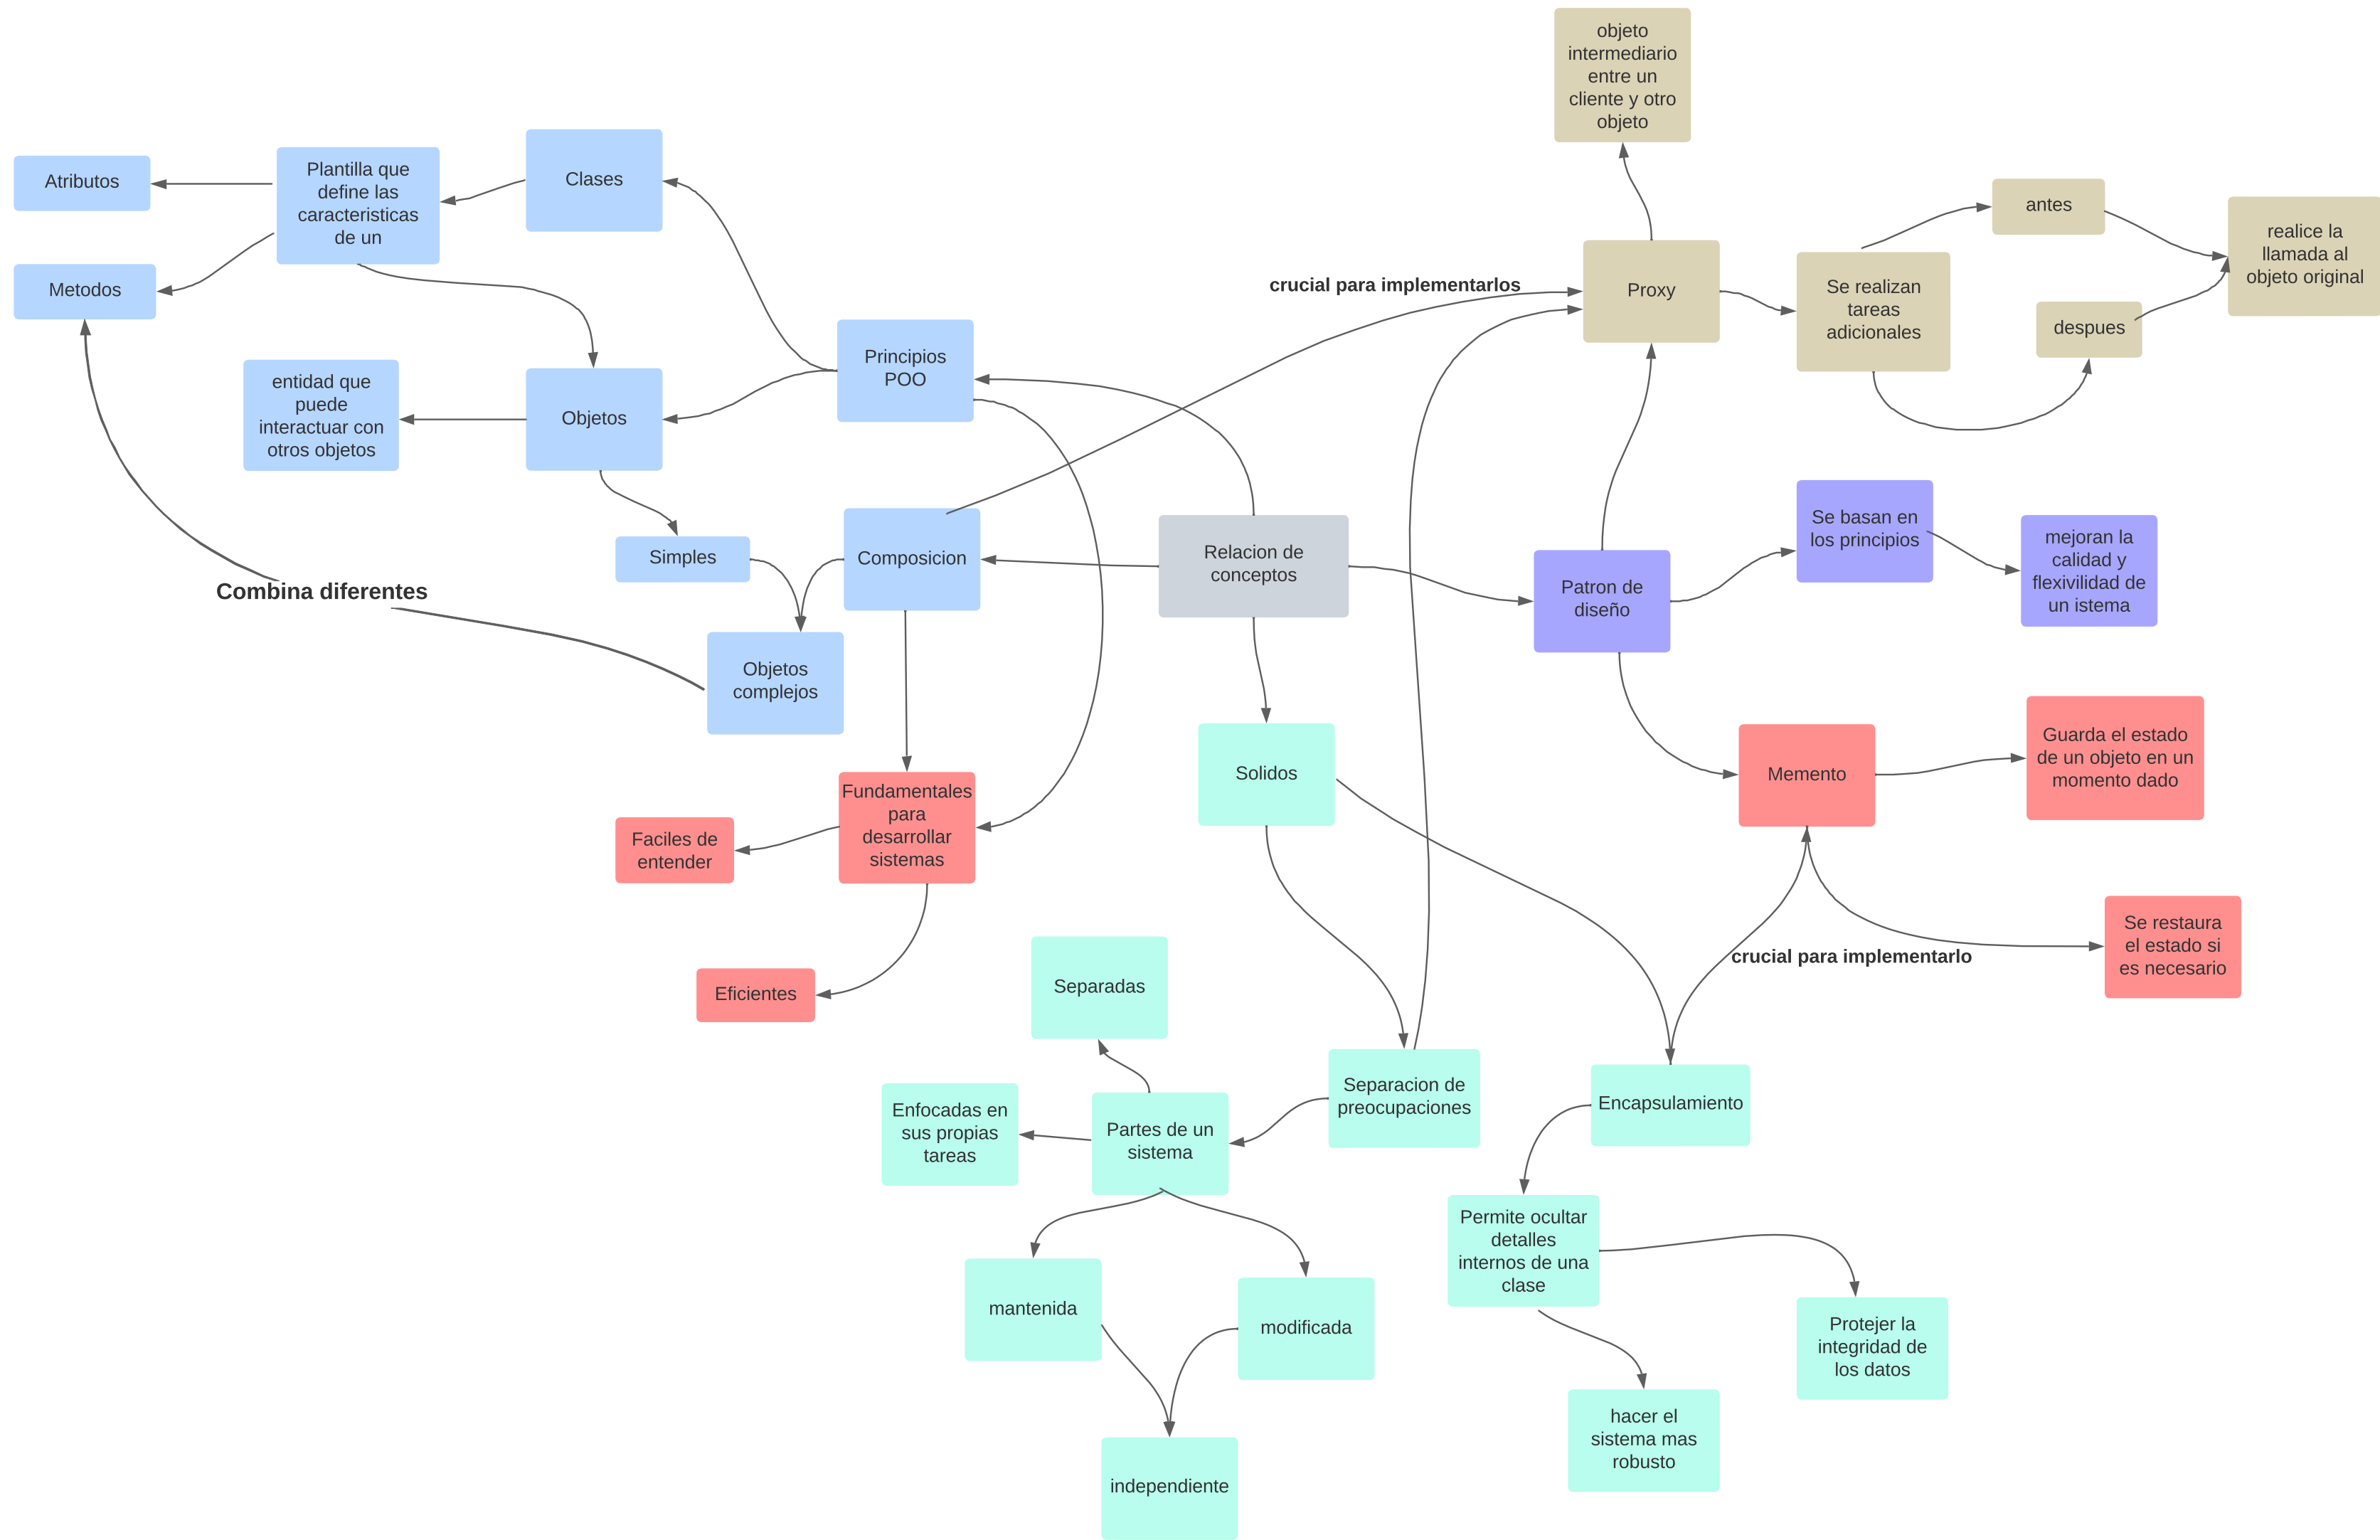 objeto
intermediario
entre un
cliente y otro
objeto
Atributos
Plantilla que
define las
caracteristicas
de un
Clases
antes
realice la
llamada al
objeto original
Metodos
crucial para implementarlos
Proxy
Se realizan
tareas
adicionales
despues
Principios
POO
entidad que
puede
interactuar con
otros objetos
Objetos
Simples
Composicion
Relacion de
conceptos
Patron de
diseño
Se basan en
los principios
mejoran la
calidad y
flexivilidad de
un istema
Combina diferentes
Objetos
complejos
Solidos
Memento
Guarda el estado
de un objeto en un
momento dado
Fundamentales
para
desarrollar
sistemas
Faciles de
entender
Eficientes
crucial para implementarlo
Se restaura
el estado si
es necesario
Separadas
Enfocadas en
sus propias
tareas
Partes de un
sistema
Separacion de
preocupaciones
Encapsulamiento
Permite ocultar
detalles
internos de una
clase
mantenida
modificada
Protejer la
integridad de
los datos
hacer el
sistema mas
robusto
independiente